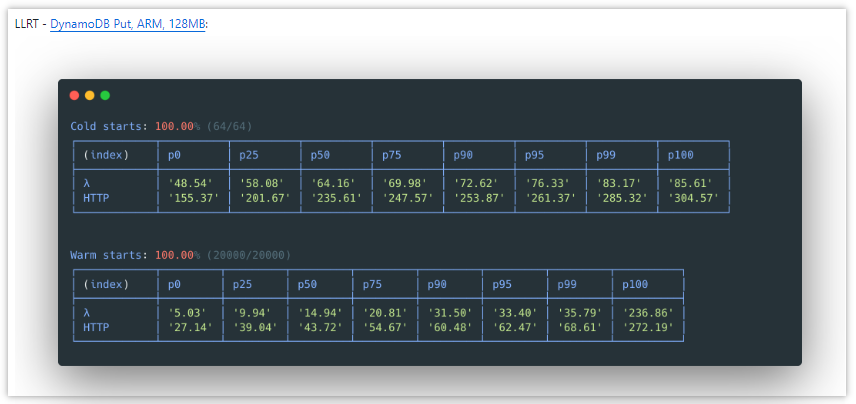 LLRT - DynamoDB Put, ARM, 128MB:
Cold starts: 100.00% (64/64)
(index) p0 p25 p50 p75 p90 p95 p99 p100
λ '48.54' '58.08' '64.16' '69.98' '72.62' '76.33' '83.17' '85.61'
HTTP '155.37' '201.67' '235.61' '247.57' '253.87' '261.37' '285.32' '304.57'
Warm starts: 100.00% (20000/20000)
(index) p0 p25 p50 p75 p90 p95 p99 p100
λ '5.03' '9.94' '14.94' '20.81' '31.50' '33.40' '35.79' '236.86'
HTTP '27.14' '39.04' '43.72' '54.67' '60.48' '62.47' '68.61' '272.19'